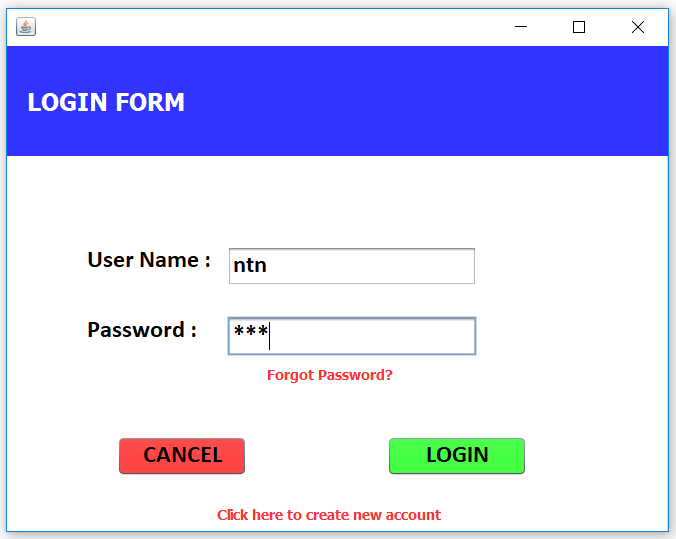 LOGIN FORM
User Name : ntn
Password : ***
Forgot Password?
CANCEL LOGIN
Click here to create new account